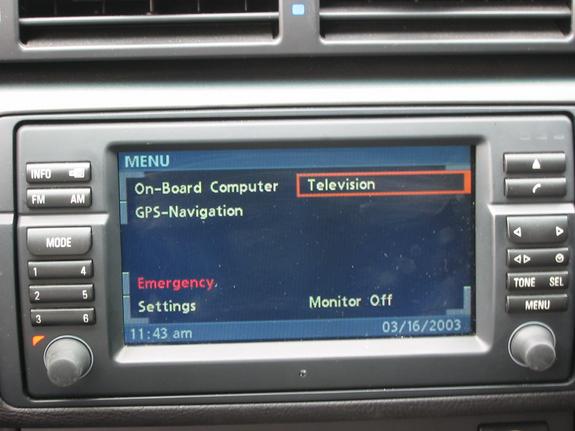 MENU
On-Board Computer Television
GPS-Navigation
Emergency
Settings Monitor Off
11:43 am 03/16/2003
INFO
FM AM
MODE
1 4
2 5
3 6
TONE SEL
MENU